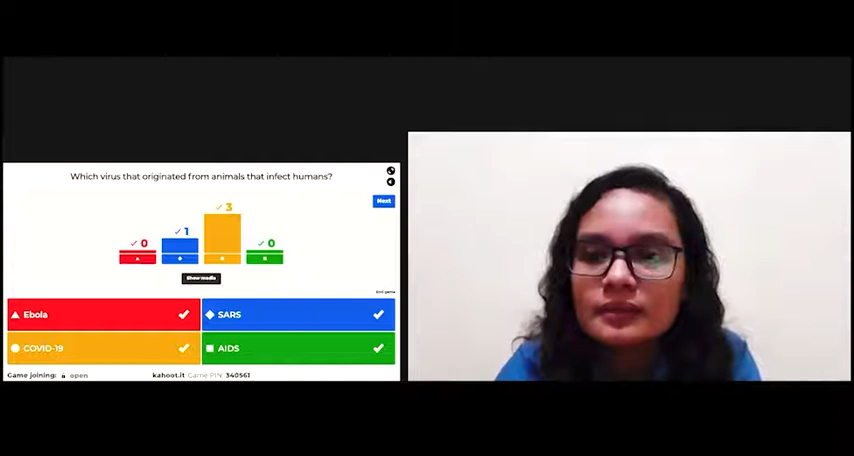 Which virus that originated from animals that infect humans?
Next
0
1
3
0
Show media
End game
Ebola
SARS
COVID-19
AIDS
Game joining: open
kahoot.it Game PIN: 340561